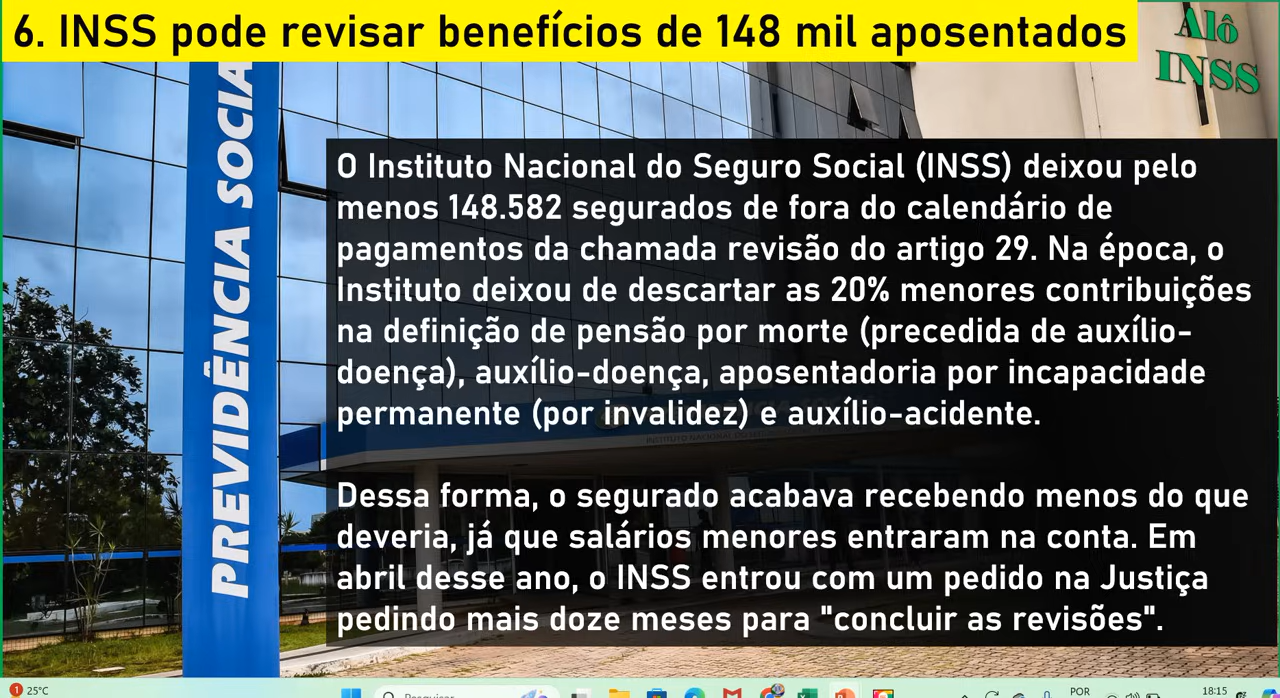 6. INSS pode revisar benefícios de 148 mil aposentados
Alô
INSS
PREVIDÊNCIA SOCIA
O Instituto Nacional do Seguro Social (INSS) deixou pelo
menos 148.582 segurados de fora do calendário de
pagamentos da chamada revisão do artigo 29. Na época, o
Instituto deixou de descartar as 20% menores contribuições
na definição de pensão por morte (precedida de auxílio-
doença), auxílio-doença, aposentadoria por incapacidade
permanente (por invalidez) e auxílio-acidente.
Dessa forma, o segurado acabava recebendo menos do que
deveria, já que salários menores entraram na conta. Em
abril desse ano, o INSS entrou com um pedido na Justiça
pedindo mais doze meses para "concluir as revisões".
1 25°C
Pesquisar
POR
18:15